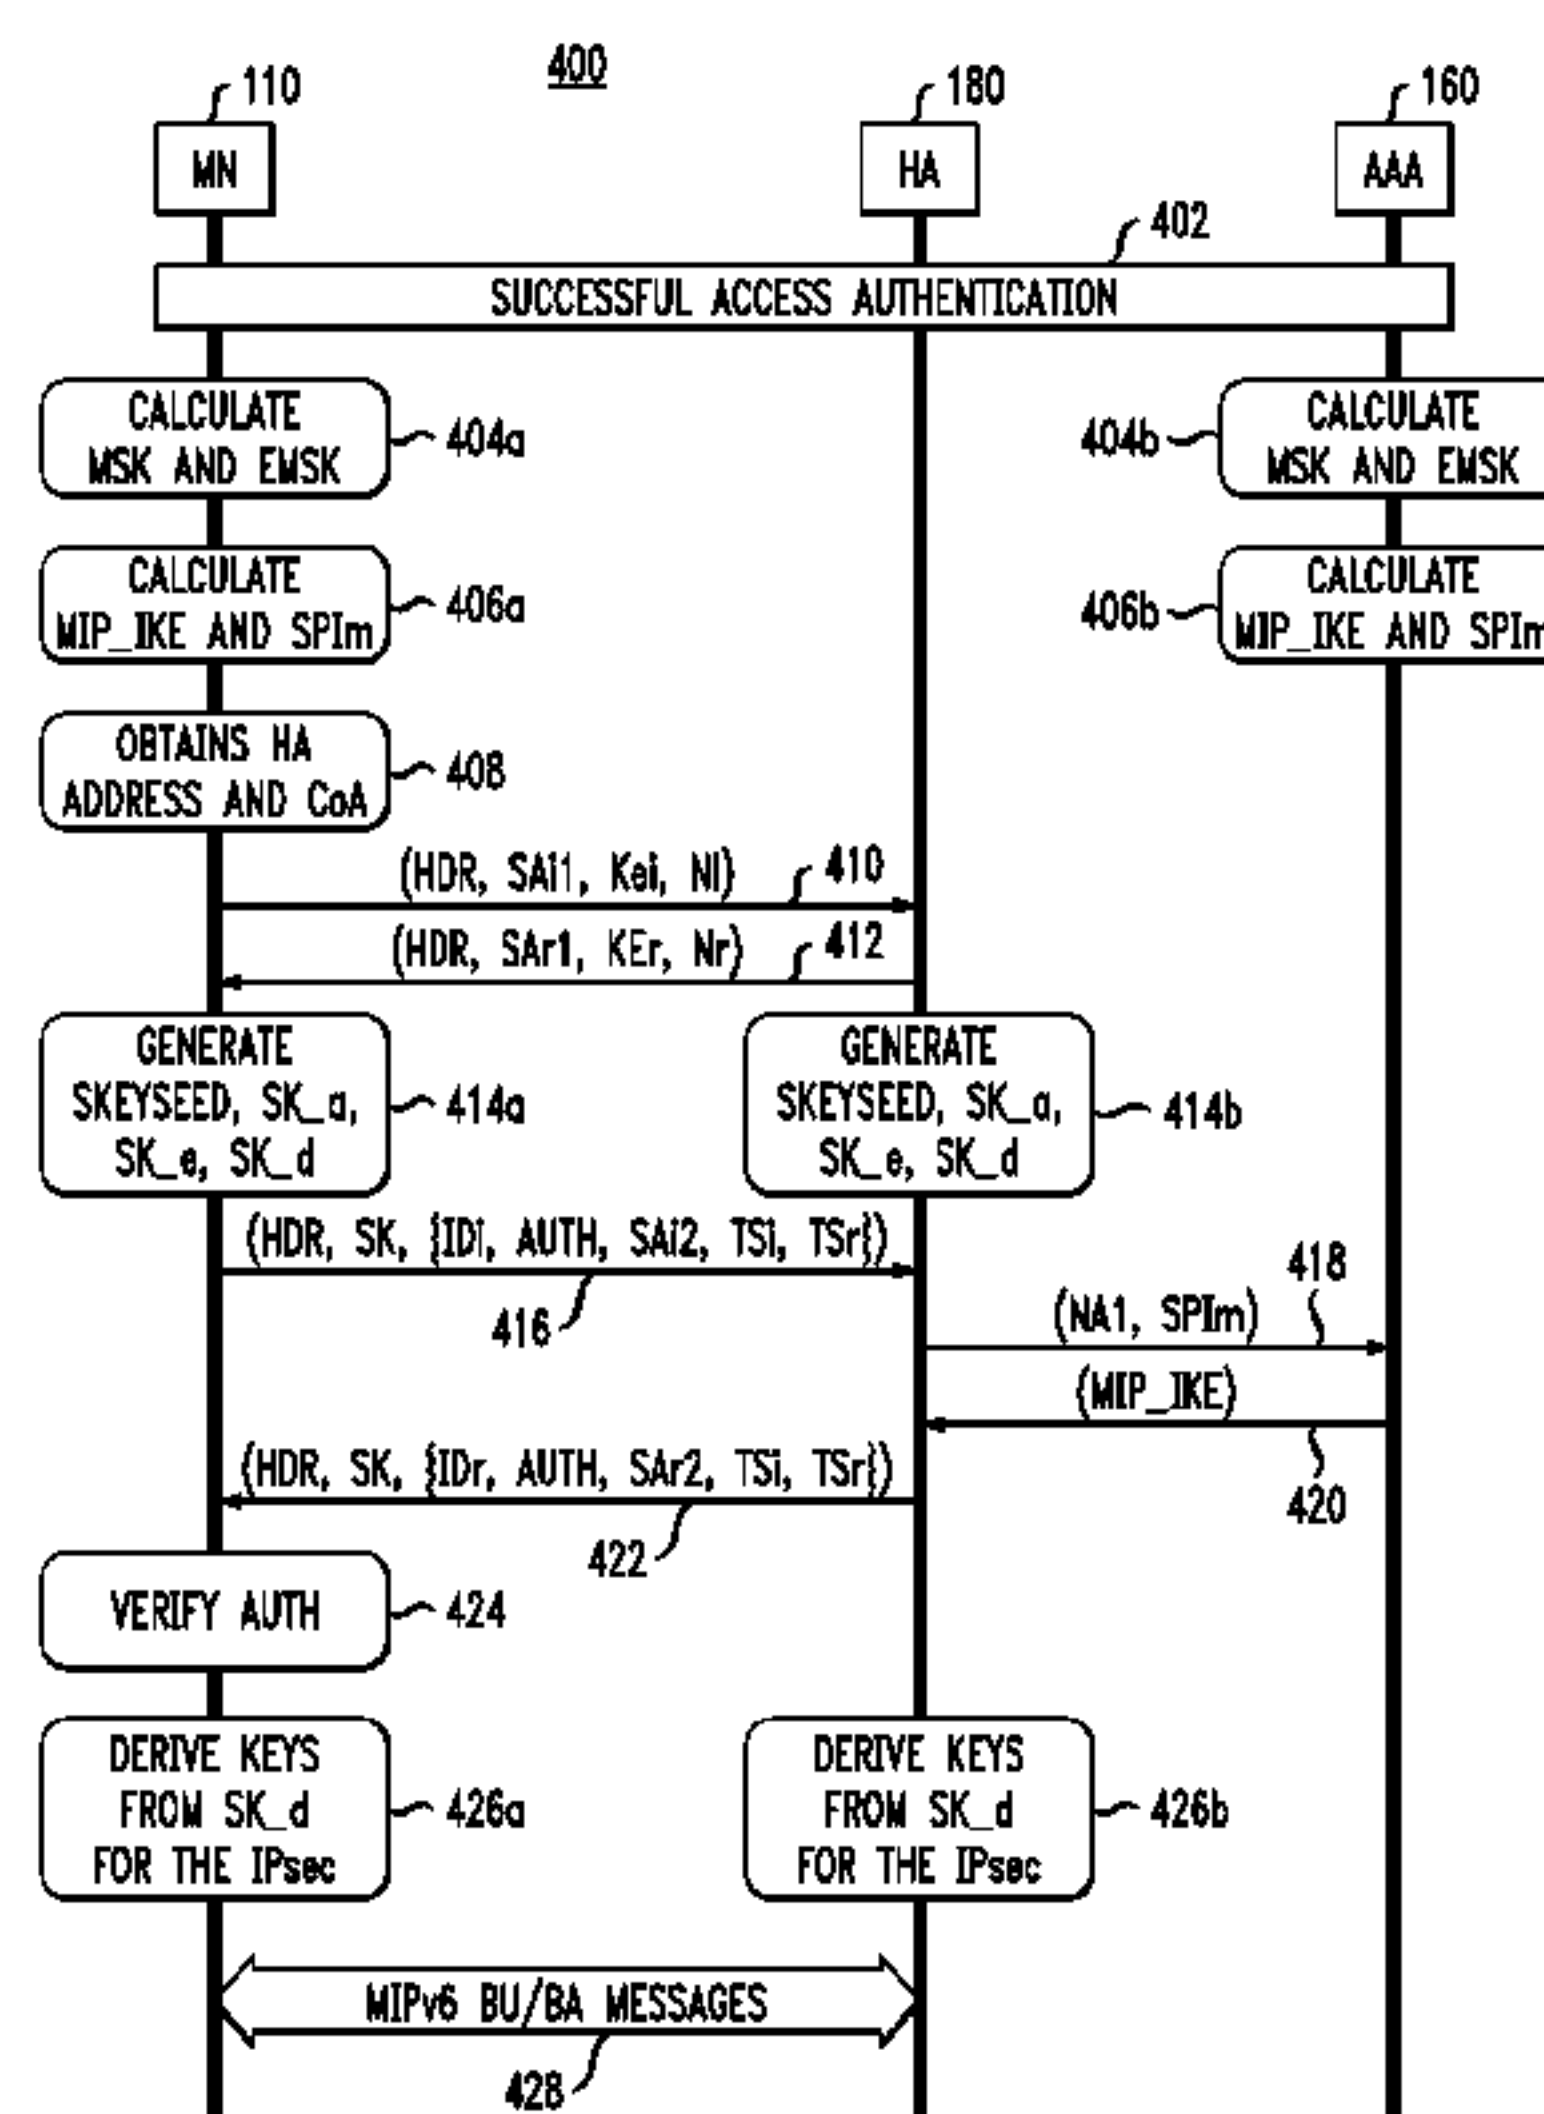 400
110
180
160
MN
HA
AAA
402
SUCCESSFUL ACCESS AUTHENTICATION
CALCULATE
MSK AND EMSK
404a
404b
CALCULATE
MSK AND EMSK
CALCULATE
MIP_IKE AND SPIm
406a
406b
CALCULATE
MIP_IKE AND SPIm
OBTAINS HA
ADDRESS AND CoA
408
(HDR, SAi1, Kei, Ni)
410
(HDR, SAr1, KEr, Nr)
412
GENERATE
SKEYSEED, SK_a,
SK_e, SK_d
414a
GENERATE
SKEYSEED, SK_a,
SK_e, SK_d
414b
(HDR, SK, {IDi, AUTH, SAi2, TSi, TSr})
416
418
(NA1, SPIm)
(MIP_IKE)
420
(HDR, SK, {IDr, AUTH, SAr2, TSi, TSr})
422
VERIFY AUTH
424
DERIVE KEYS
FROM SK_d
FOR THE IPsec
426a
DERIVE KEYS
FROM SK_d
FOR THE IPsec
426b
MIPv6 BU/BA MESSAGES
428